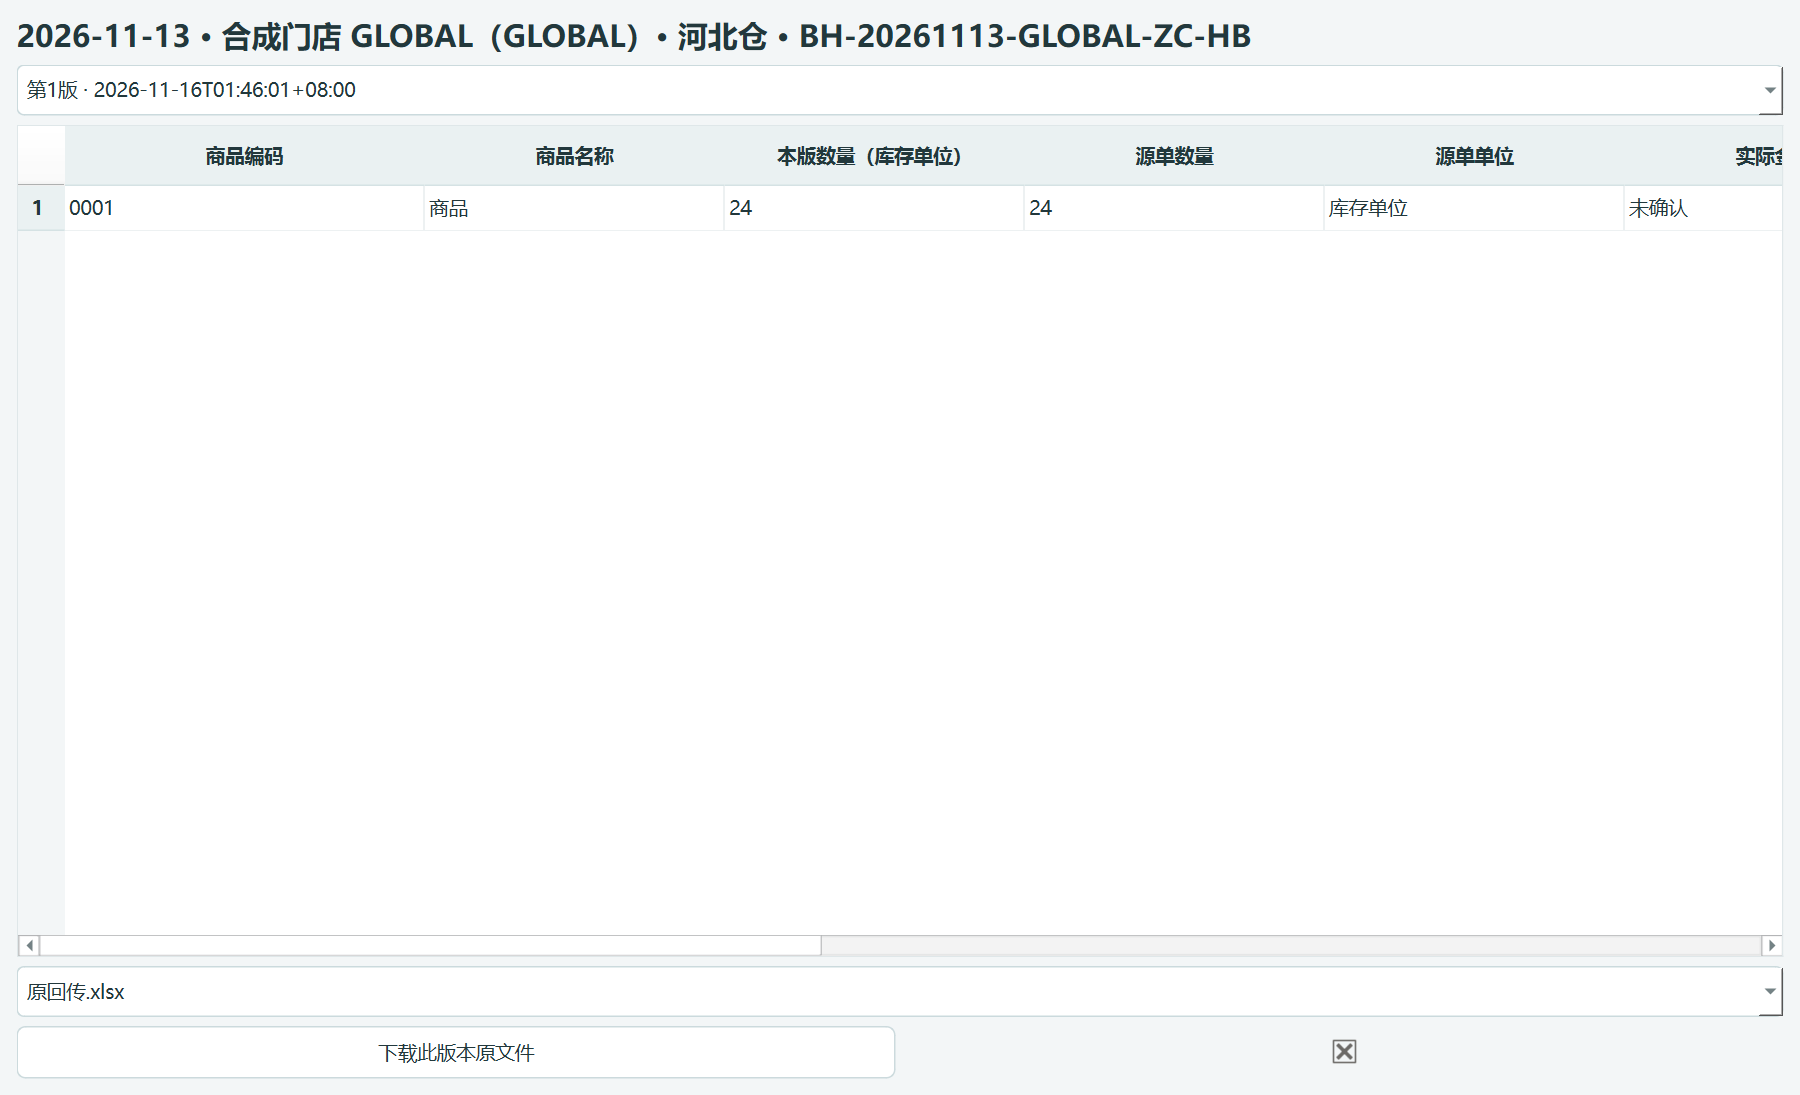 2026-11-13 • 合成门店 GLOBAL（GLOBAL）• 河北仓 • BH-20261113-GLOBAL-ZC-HB
第1版 · 2026-11-16T01:46:01+08:00
商品编码 商品名称 本版数量（库存单位） 源单数量 源单单位 实际
1 0001 商品 24 24 库存单位 未确认
原回传.xlsx
下载此版本原文件